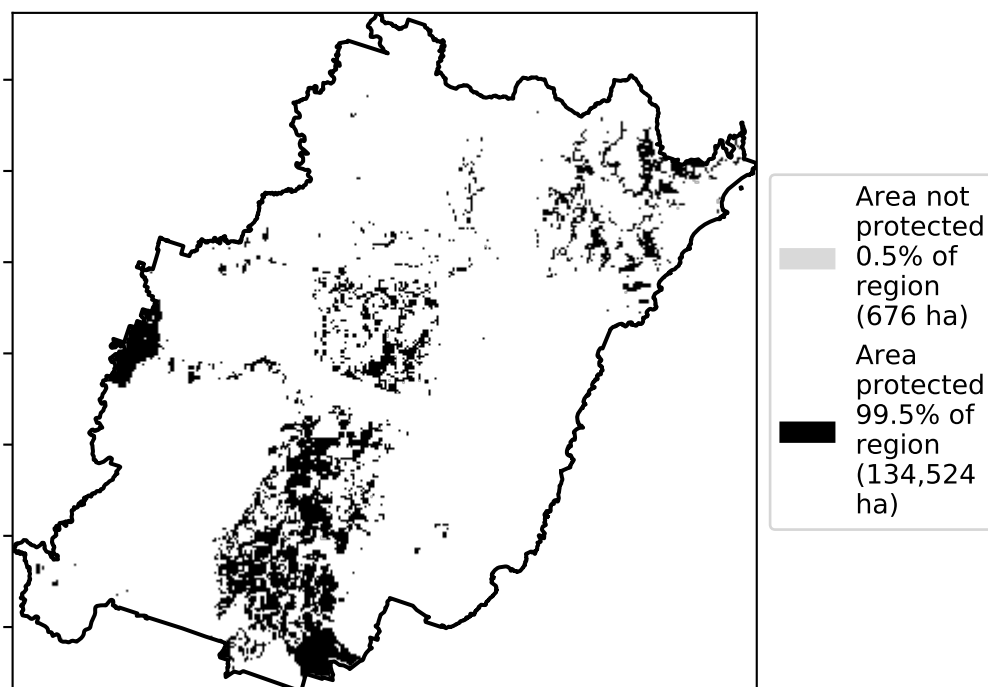 Area not
protected
0.5% of
region
(676 ha)
Area
protected
99.5% of
region
(134,524
ha)